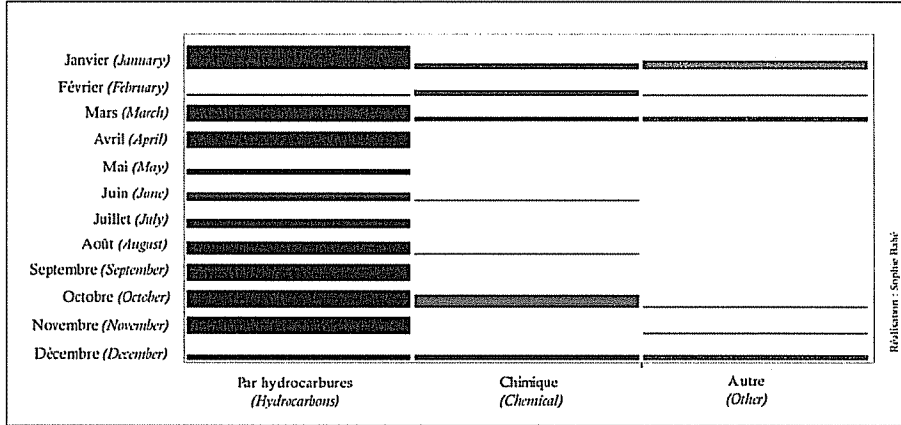 Janvier (January)
Février (February)
Mars (March)
Avril (April)
Mai (May)
Juin (June)
Juillet (July)
Août (August)
Septembre (September)
Octobre (October)
Novembre (November)
Décembre (December)
Par hydrocarbures
(Hydrocarbons)
Chimique
(Chemical)
Autre
(Other)
Réalisation : Sophie Bahé